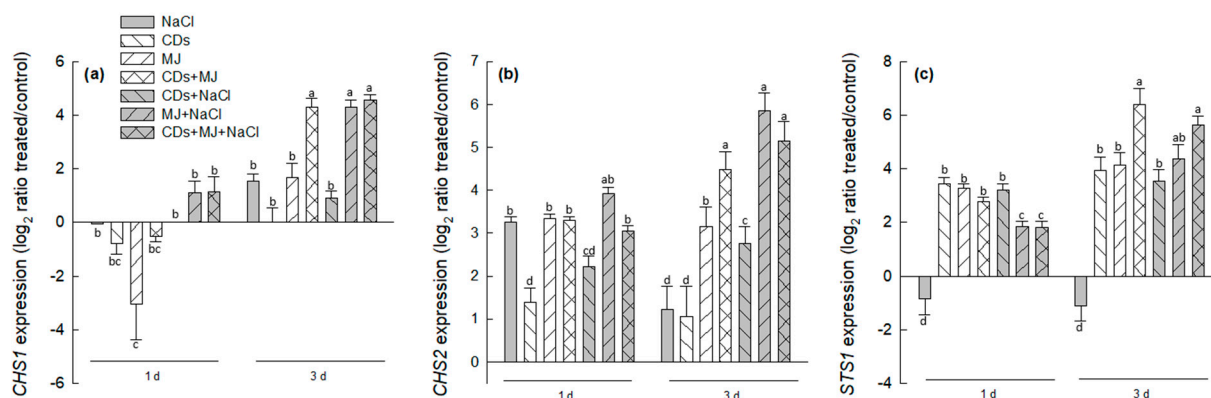 NaCl
CDs
MJ
CDs+MJ
CDs+NaCl
MJ+NaCl
CDs+MJ+NaCl
(a)
CHS1 expression (log2 ratio treated/control)
6
4
2
0
-2
-4
-6
b
bc
c
bc
b
b
b
b
b
b
a
b
a
a
1 d
3 d
(b)
CHS2 expression (log2 ratio treated/control)
7
6
5
4
3
2
1
0
b
d
b
b
cd
ab
b
d
d
b
a
c
a
a
1 d
3 d
(c)
STS1 expression (log2 ratio treated/control)
6
4
2
0
-2
-4
d
b
b
b
b
c
c
d
b
b
a
b
ab
a
1 d
3 d